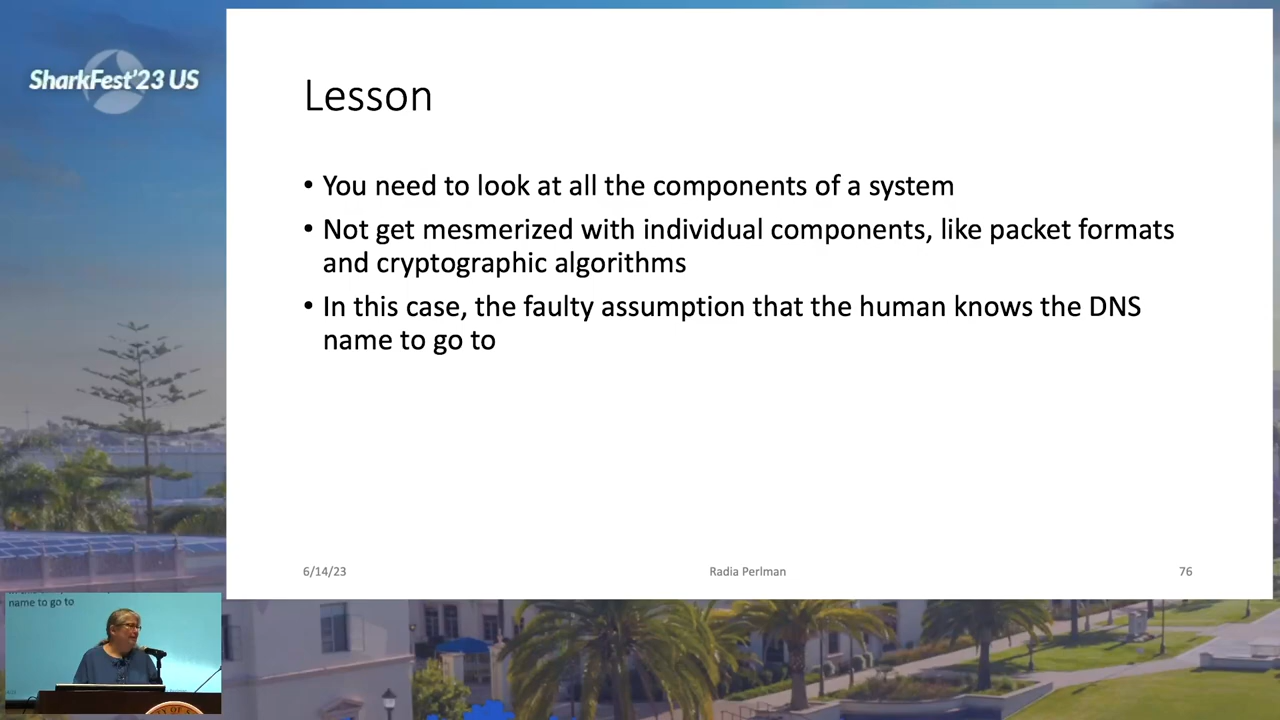 SharkFest'23 US
Lesson
• You need to look at all the components of a system
• Not get mesmerized with individual components, like packet formats
and cryptographic algorithms
• In this case, the faulty assumption that the human knows the DNS
name to go to
6/14/23
Radia Perlman
76
name to go to